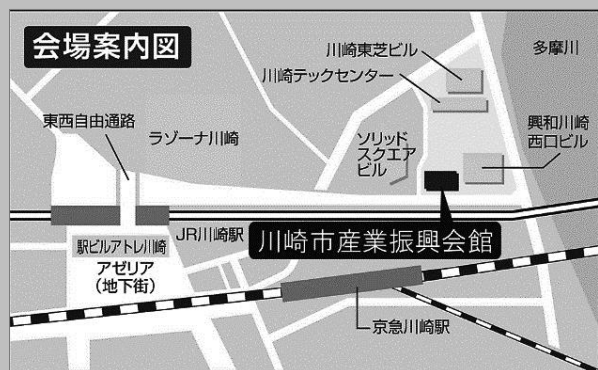 会場案内図
川崎東芝ビル
川崎テックセンター
多摩川
東西自由通路
ラゾーナ川崎
ソリッド
スクエア
ビル
興和川崎
西口ビル
JR川崎駅
川崎市産業振興会館
駅ビルアトレ川崎
アゼリア
(地下街)
京急川崎駅